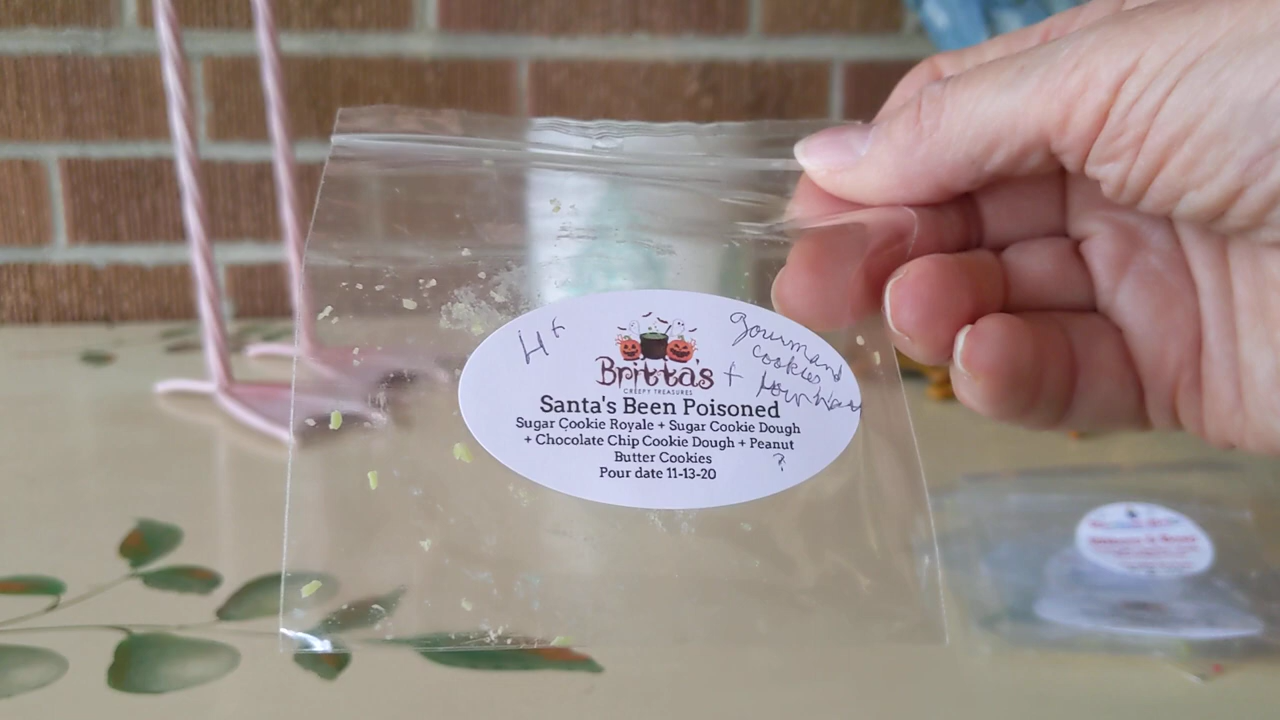 H+
gourmand
cookies
+
Britta's
CREEPY TREASURES
Santa's Been Poisoned
Sugar Cookie Royale + Sugar Cookie Dough
+ Chocolate Chip Cookie Dough + Peanut
Butter Cookies
?
Pour date 11-13-20